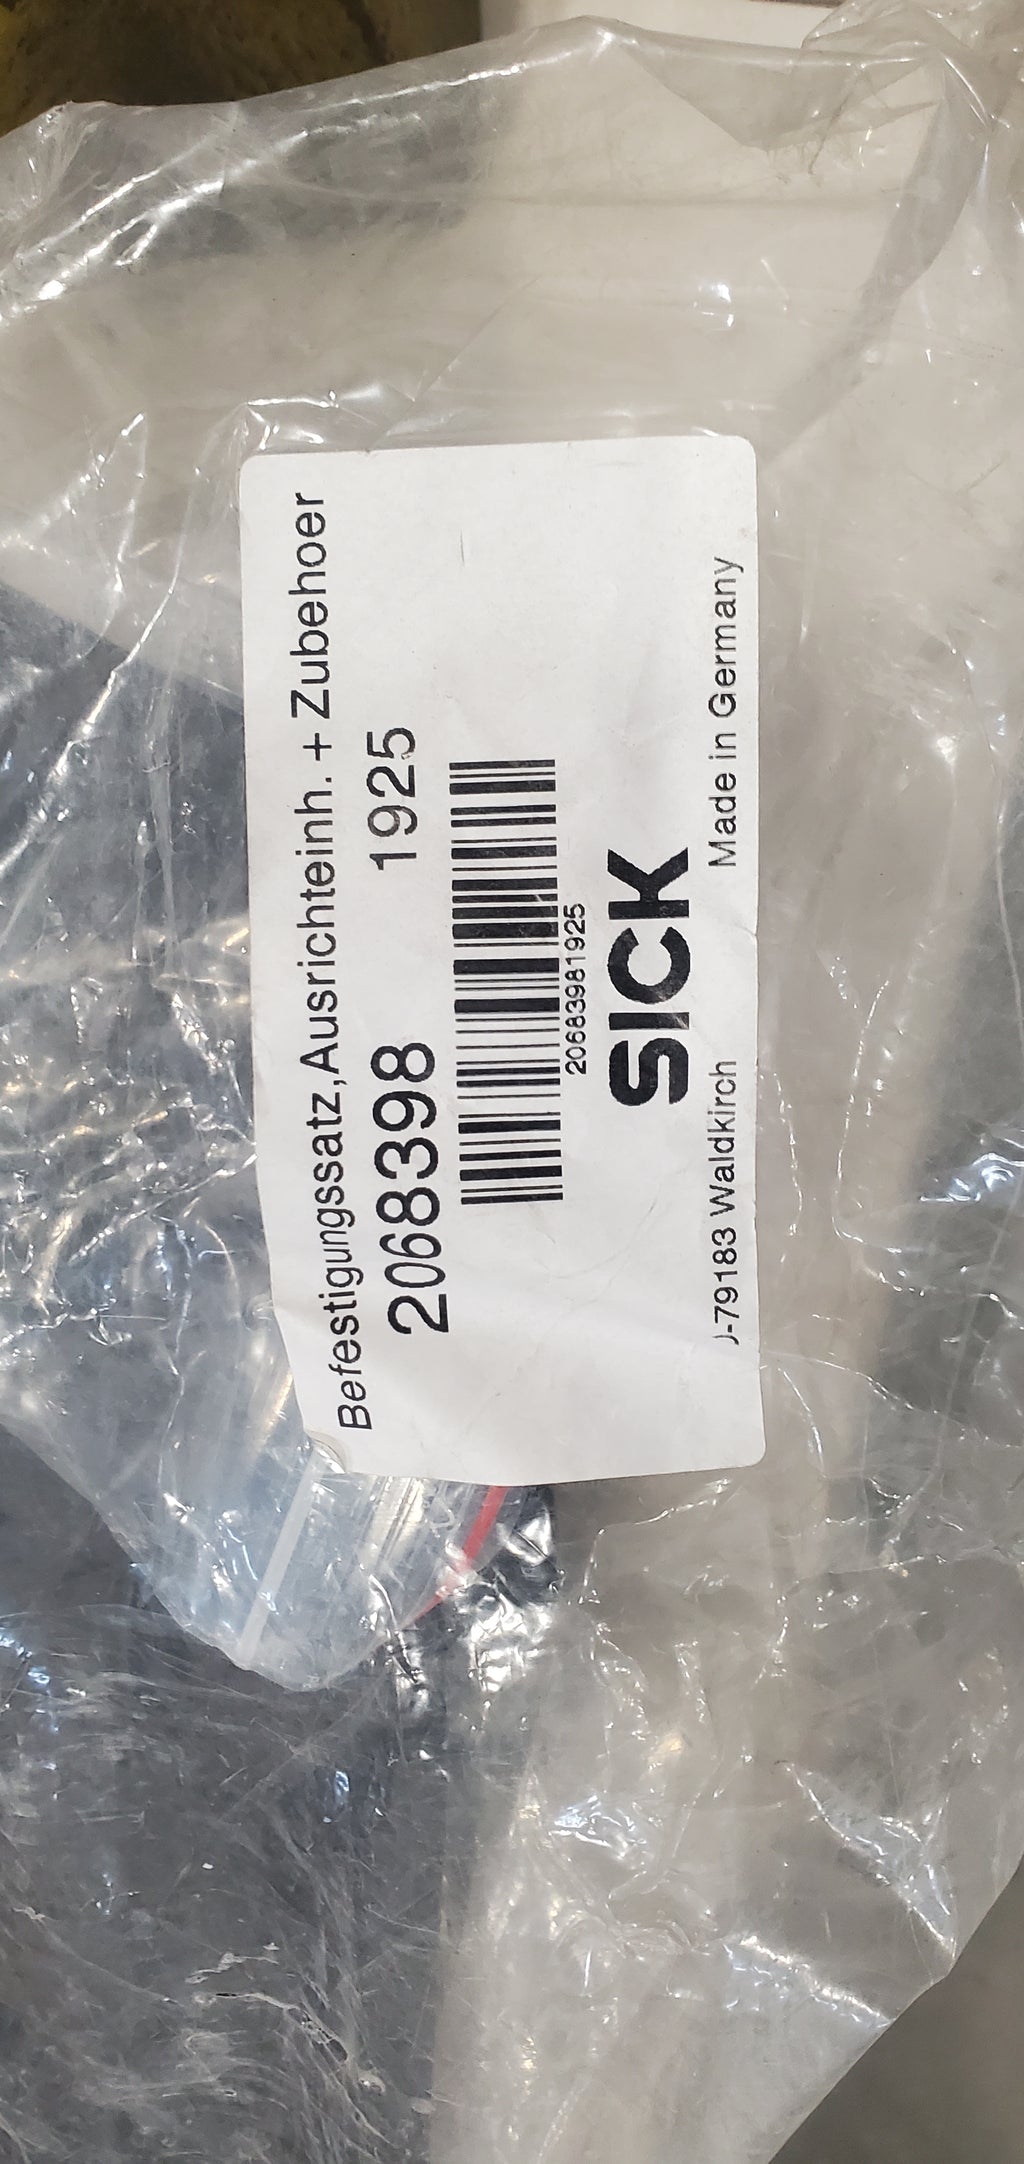 Befestigungssatz,Ausrichteinh. + Zubehoer
2068398 1925
20683981925
SICK
-79183 Waldkirch Made in Germany